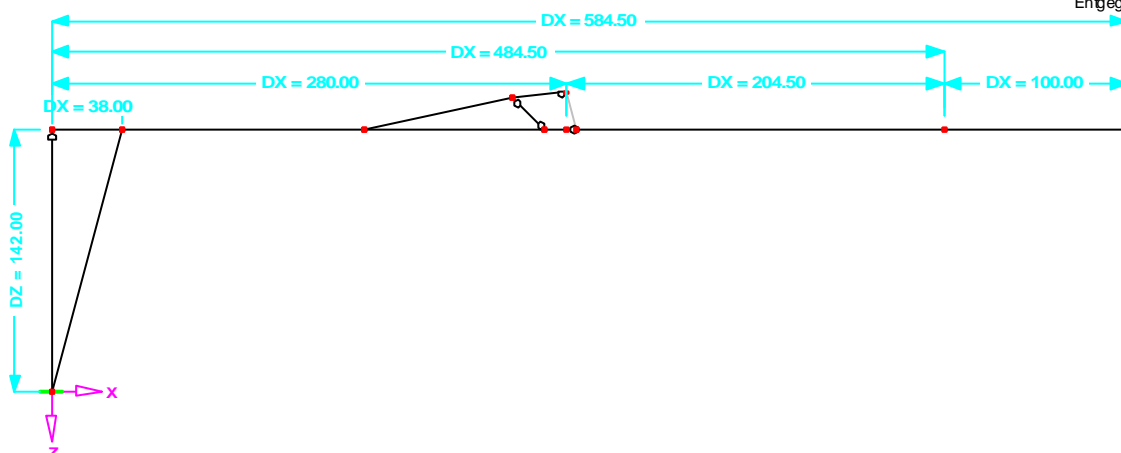 DX = 584.50
DX = 484.50
DX = 280.00
DX = 204.50
DX = 100.00
DX = 38.00
DZ = 142.00
X